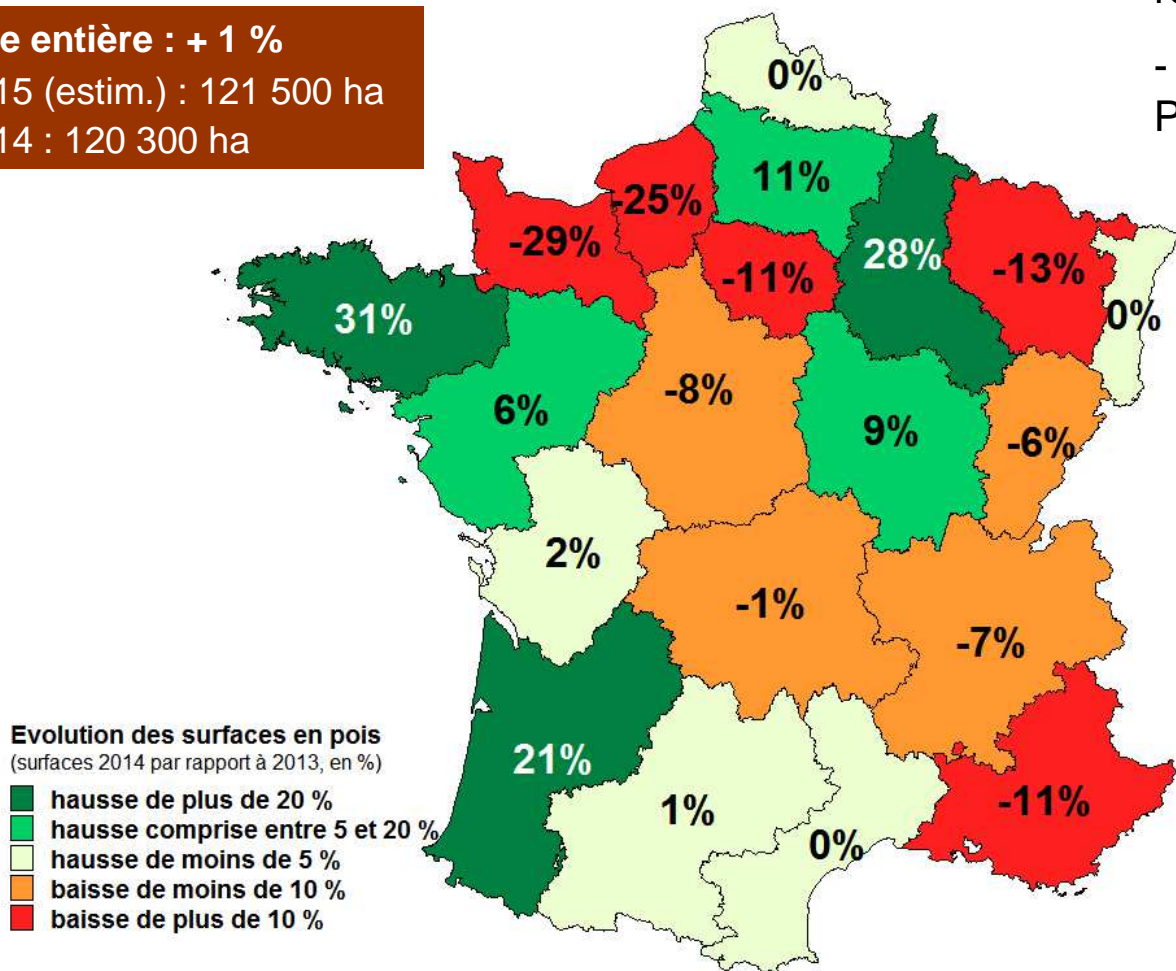 e entière : + 1 %
15 (estim.) : 121 500 ha
14 : 120 300 ha
-
P
0%
11%
-25%
-29%
-11%
28%
-13%
0%
31%
6%
-8%
9%
-6%
2%
-1%
-7%
21%
1%
0%
-11%
Evolution des surfaces en pois
(surfaces 2014 par rapport à 2013, en %)
hausse de plus de 20 %
hausse comprise entre 5 et 20 %
hausse de moins de 5 %
baisse de moins de 10 %
baisse de plus de 10 %